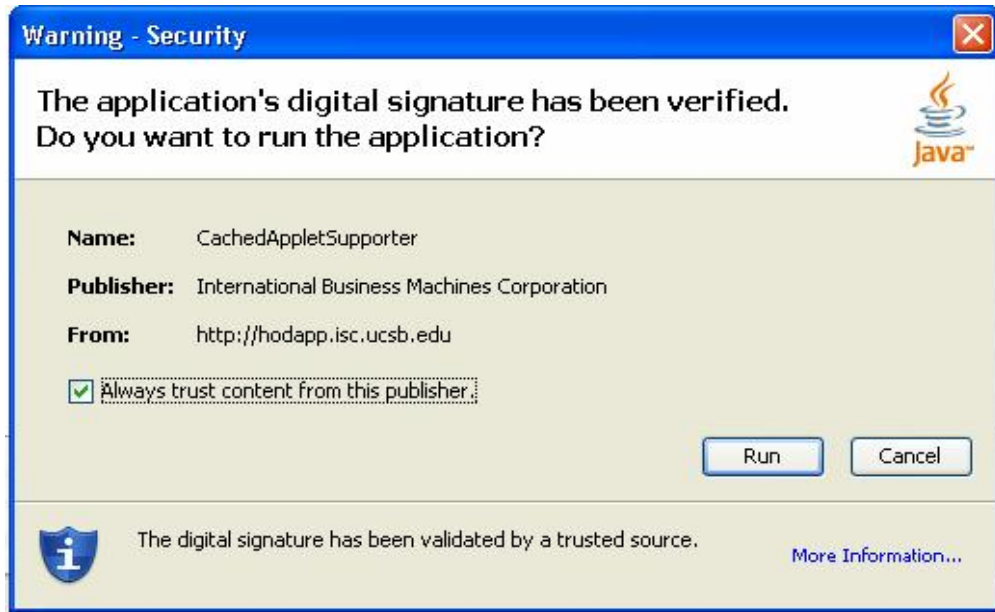 Warning - Security
The application's digital signature has been verified.
Do you want to run the application?
Java™
Name: CachedAppletSupporter
Publisher: International Business Machines Corporation
From: http://hodapp.isc.ucsb.edu
Always trust content from this publisher.
Run Cancel
The digital signature has been validated by a trusted source.
More Information...